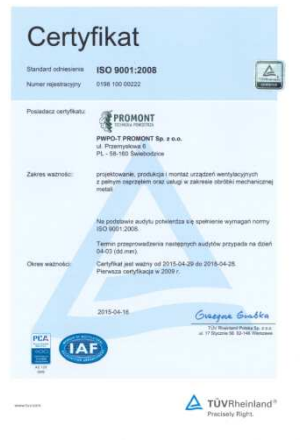 Certyfikat
Standard odniesienia ISO 9001:2008
Numer rejestracyjny 0198 100 00222
Posiadacz certyfikatu: PROMONT
TECHNIKA POWIETRZA
PWPO-T PROMONT Sp. z o.o.
ul. Przemysłowa 6
PL - 58-160 Świebodzice
Zakres ważności: projektowanie, produkcja i montaż urządzeń wentylacyjnych
z pełnym osprzętem oraz usługi w zakresie obróbki mechanicznej
metali.
Na podstawie audytu potwierdza się spełnienie wymagań normy
ISO 9001:2008.
Termin przeprowadzenia następnych audytów przypada na dzień
04-03 (dd.mm).
Okres ważności: Certyfikat jest ważny od 2015-04-29 do 2018-04-28.
Pierwsza certyfikacja w 2009 r.
2015-04-16
TÜV Rheinland Polska Sp. z o.o.
ul. 17 Stycznia 56, 02-146 Warszawa
PCA
IAF
www.tuv.com
TÜVRheinland®
Precisely Right.